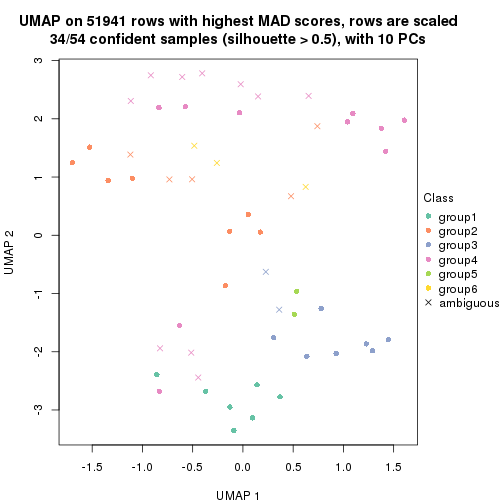 UMAP on 51941 rows with highest MAD scores, rows are scaled
34/54 confident samples (silhouette > 0.5), with 10 PCs
3
2
1
0
-1
-2
-3
UMAP 2
-1.5
-1.0
-0.5
0.0
0.5
1.0
1.5
UMAP 1
Class
group1
group2
group3
group4
group5
group6
ambiguous